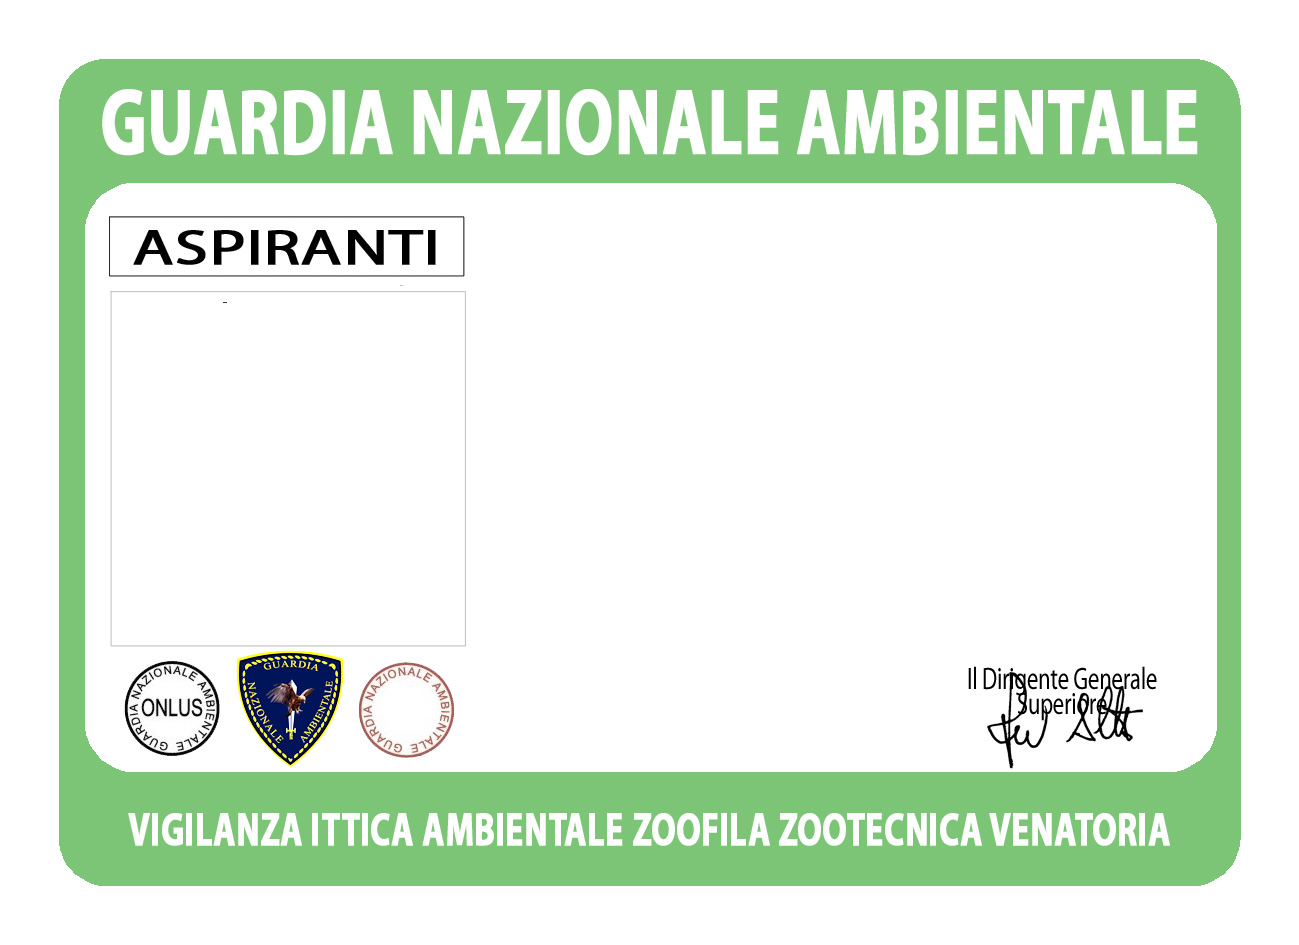 GUARDIA NAZIONALE AMBIENTALE
ASPIRANTI
GUARDIA NAZIONALE AMBIENTALE
ONLUS
GUARDIA
NAZIONALE
AMBIENTALE
GUARDIA NAZIONALE AMBIENTALE
Il Dirigente Generale
Superiore
VIGILANZA ITTICA AMBIENTALE ZOOFILA ZOOTECNICA VENATORIA